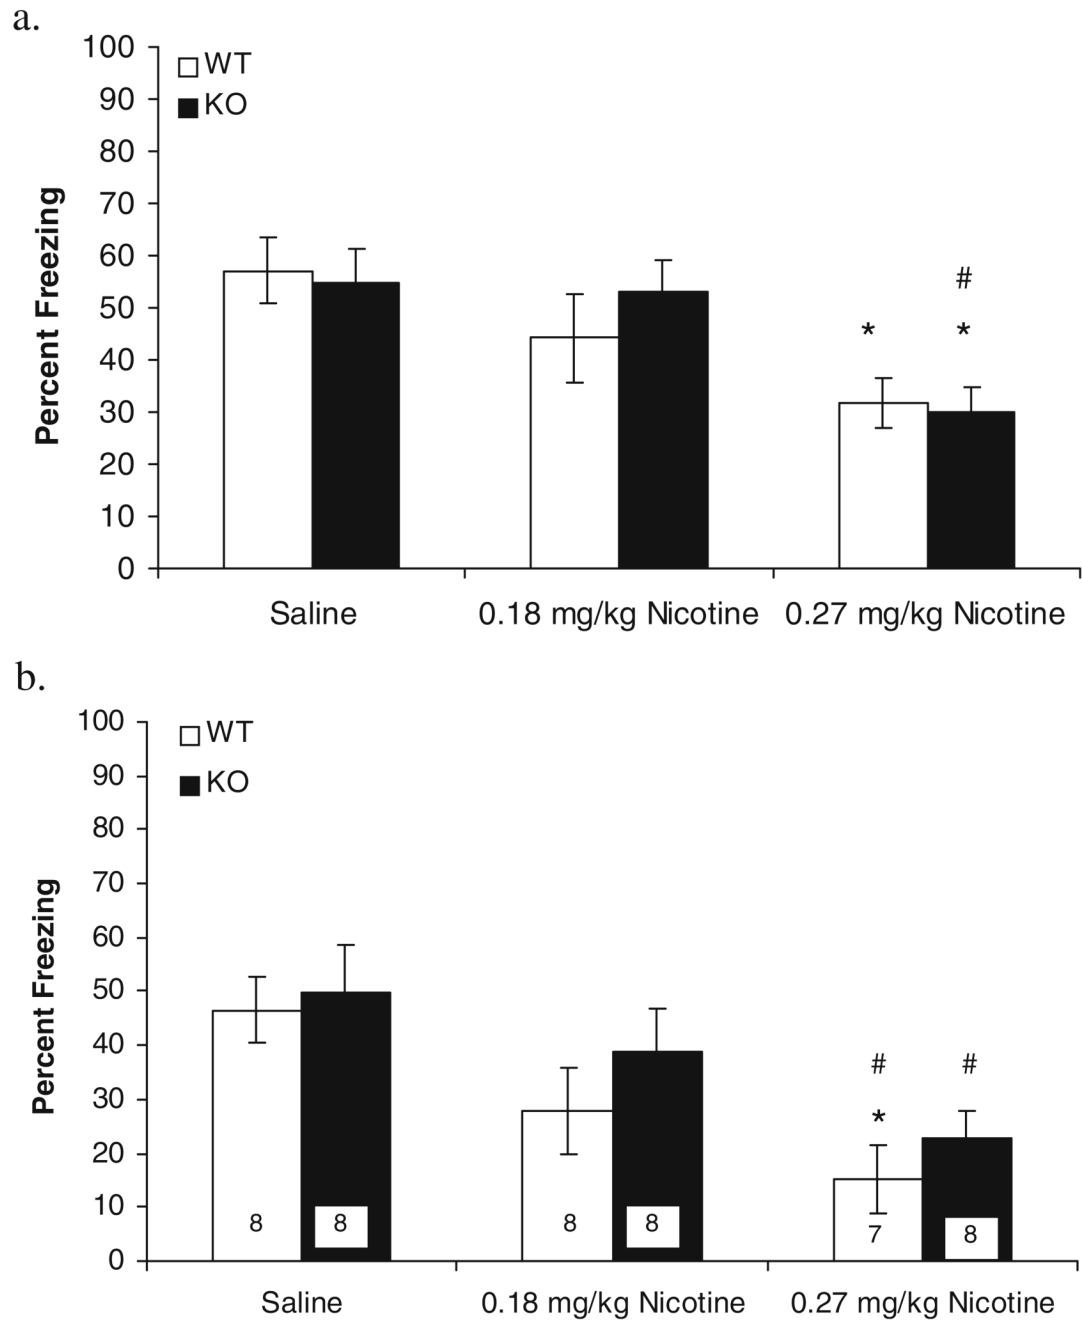 a.
100
90
80
70
60
50
40
30
20
10
0
Percent Freezing
WT
KO
#
* *
Saline 0.18 mg/kg Nicotine 0.27 mg/kg Nicotine
b.
100
90
80
70
60
50
40
30
20
10
0
Percent Freezing
WT
KO
# #
*
8 8 8 8 7 8
Saline 0.18 mg/kg Nicotine 0.27 mg/kg Nicotine